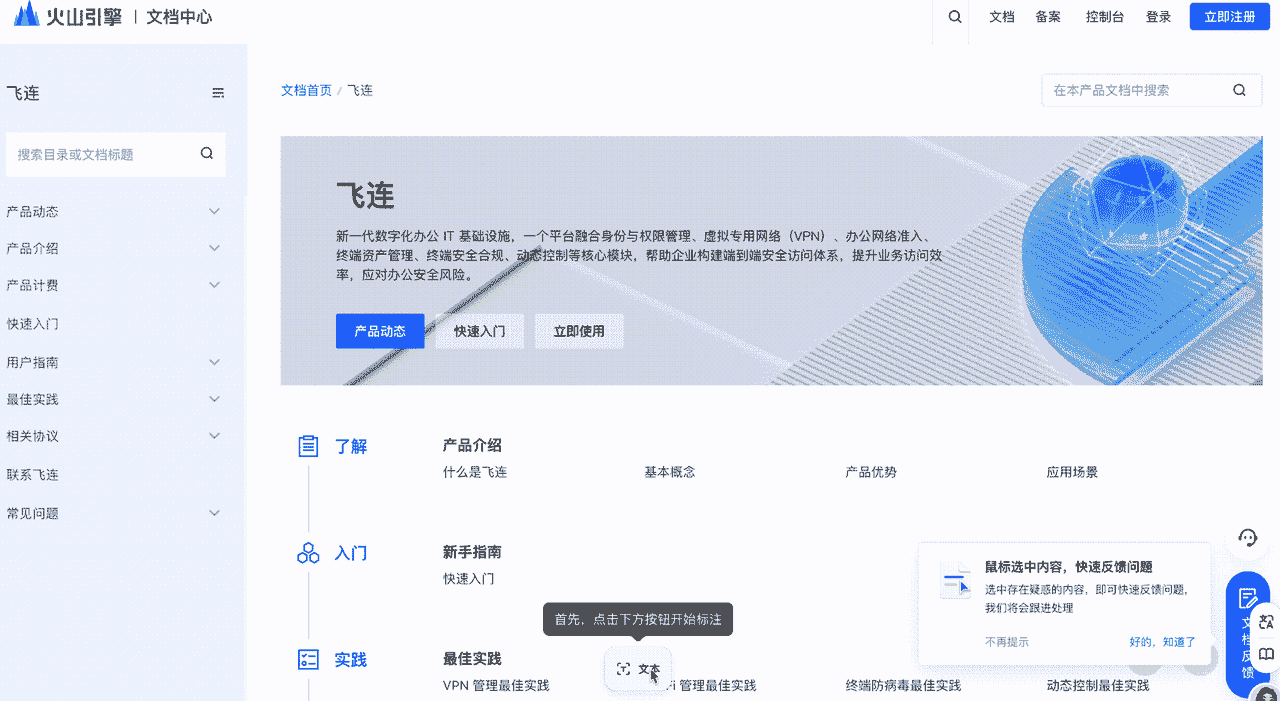 火山引擎 | 文档中心
文档 备案 控制台 登录 立即注册
飞连
搜索目录或文档标题
产品动态
产品介绍
产品计费
快速入门
用户指南
最佳实践
相关协议
联系飞连
常见问题
文档首页 / 飞连
在本产品文档中搜索
飞连
新一代数字化办公 IT 基础设施，一个平台融合身份与权限管理、虚拟专用网络（VPN）、办公网络准入、
终端资产管理、终端安全合规、动态控制等核心模块，帮助企业构建端到端安全访问体系，提升业务访问效
率，应对办公安全风险。
产品动态 快速入门 立即使用
了解
产品介绍
什么是飞连 基本概念 产品优势 应用场景
入门
新手指南
快速入门
首先，点击下方按钮开始标注
文本
实践
最佳实践
VPN 管理最佳实践 i 管理最佳实践 终端防病毒最佳实践 动态控制最佳实践
鼠标选中内容，快速反馈问题
选中存在疑惑的内容，即可快速反馈问题，
我们将会跟进处理
不再提示 好的，知道了
文
档
反
馈